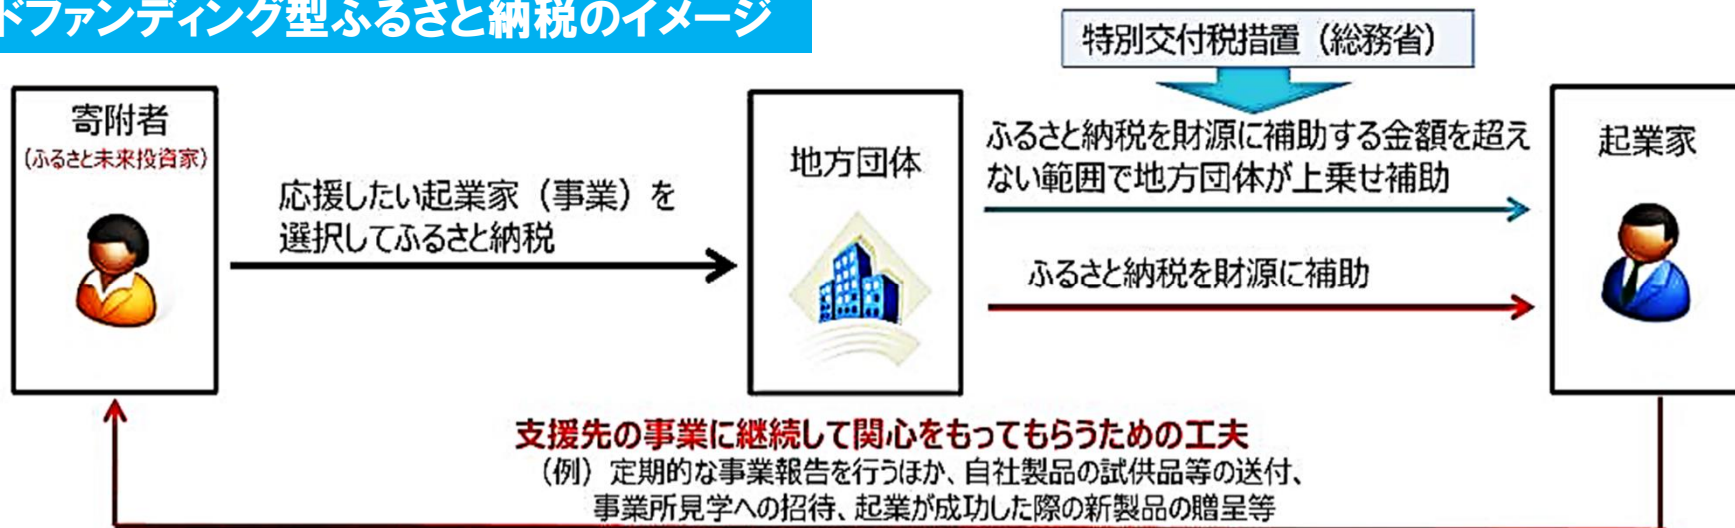 ドファンディング型ふるさと納税のイメージ
特別交付税措置（総務省）
寄附者
（ふるさと未来投資家）
応援したい起業家（事業）を
選択してふるさと納税
地方団体
ふるさと納税を財源に補助する金額を超え
ない範囲で地方団体が上乗せ補助
ふるさと納税を財源に補助
起業家
支援先の事業に継続して関心をもってもらうための工夫
（例）定期的な事業報告を行うほか、自社製品の試供品等の送付、
事業所見学への招待、起業が成功した際の新製品の贈呈等